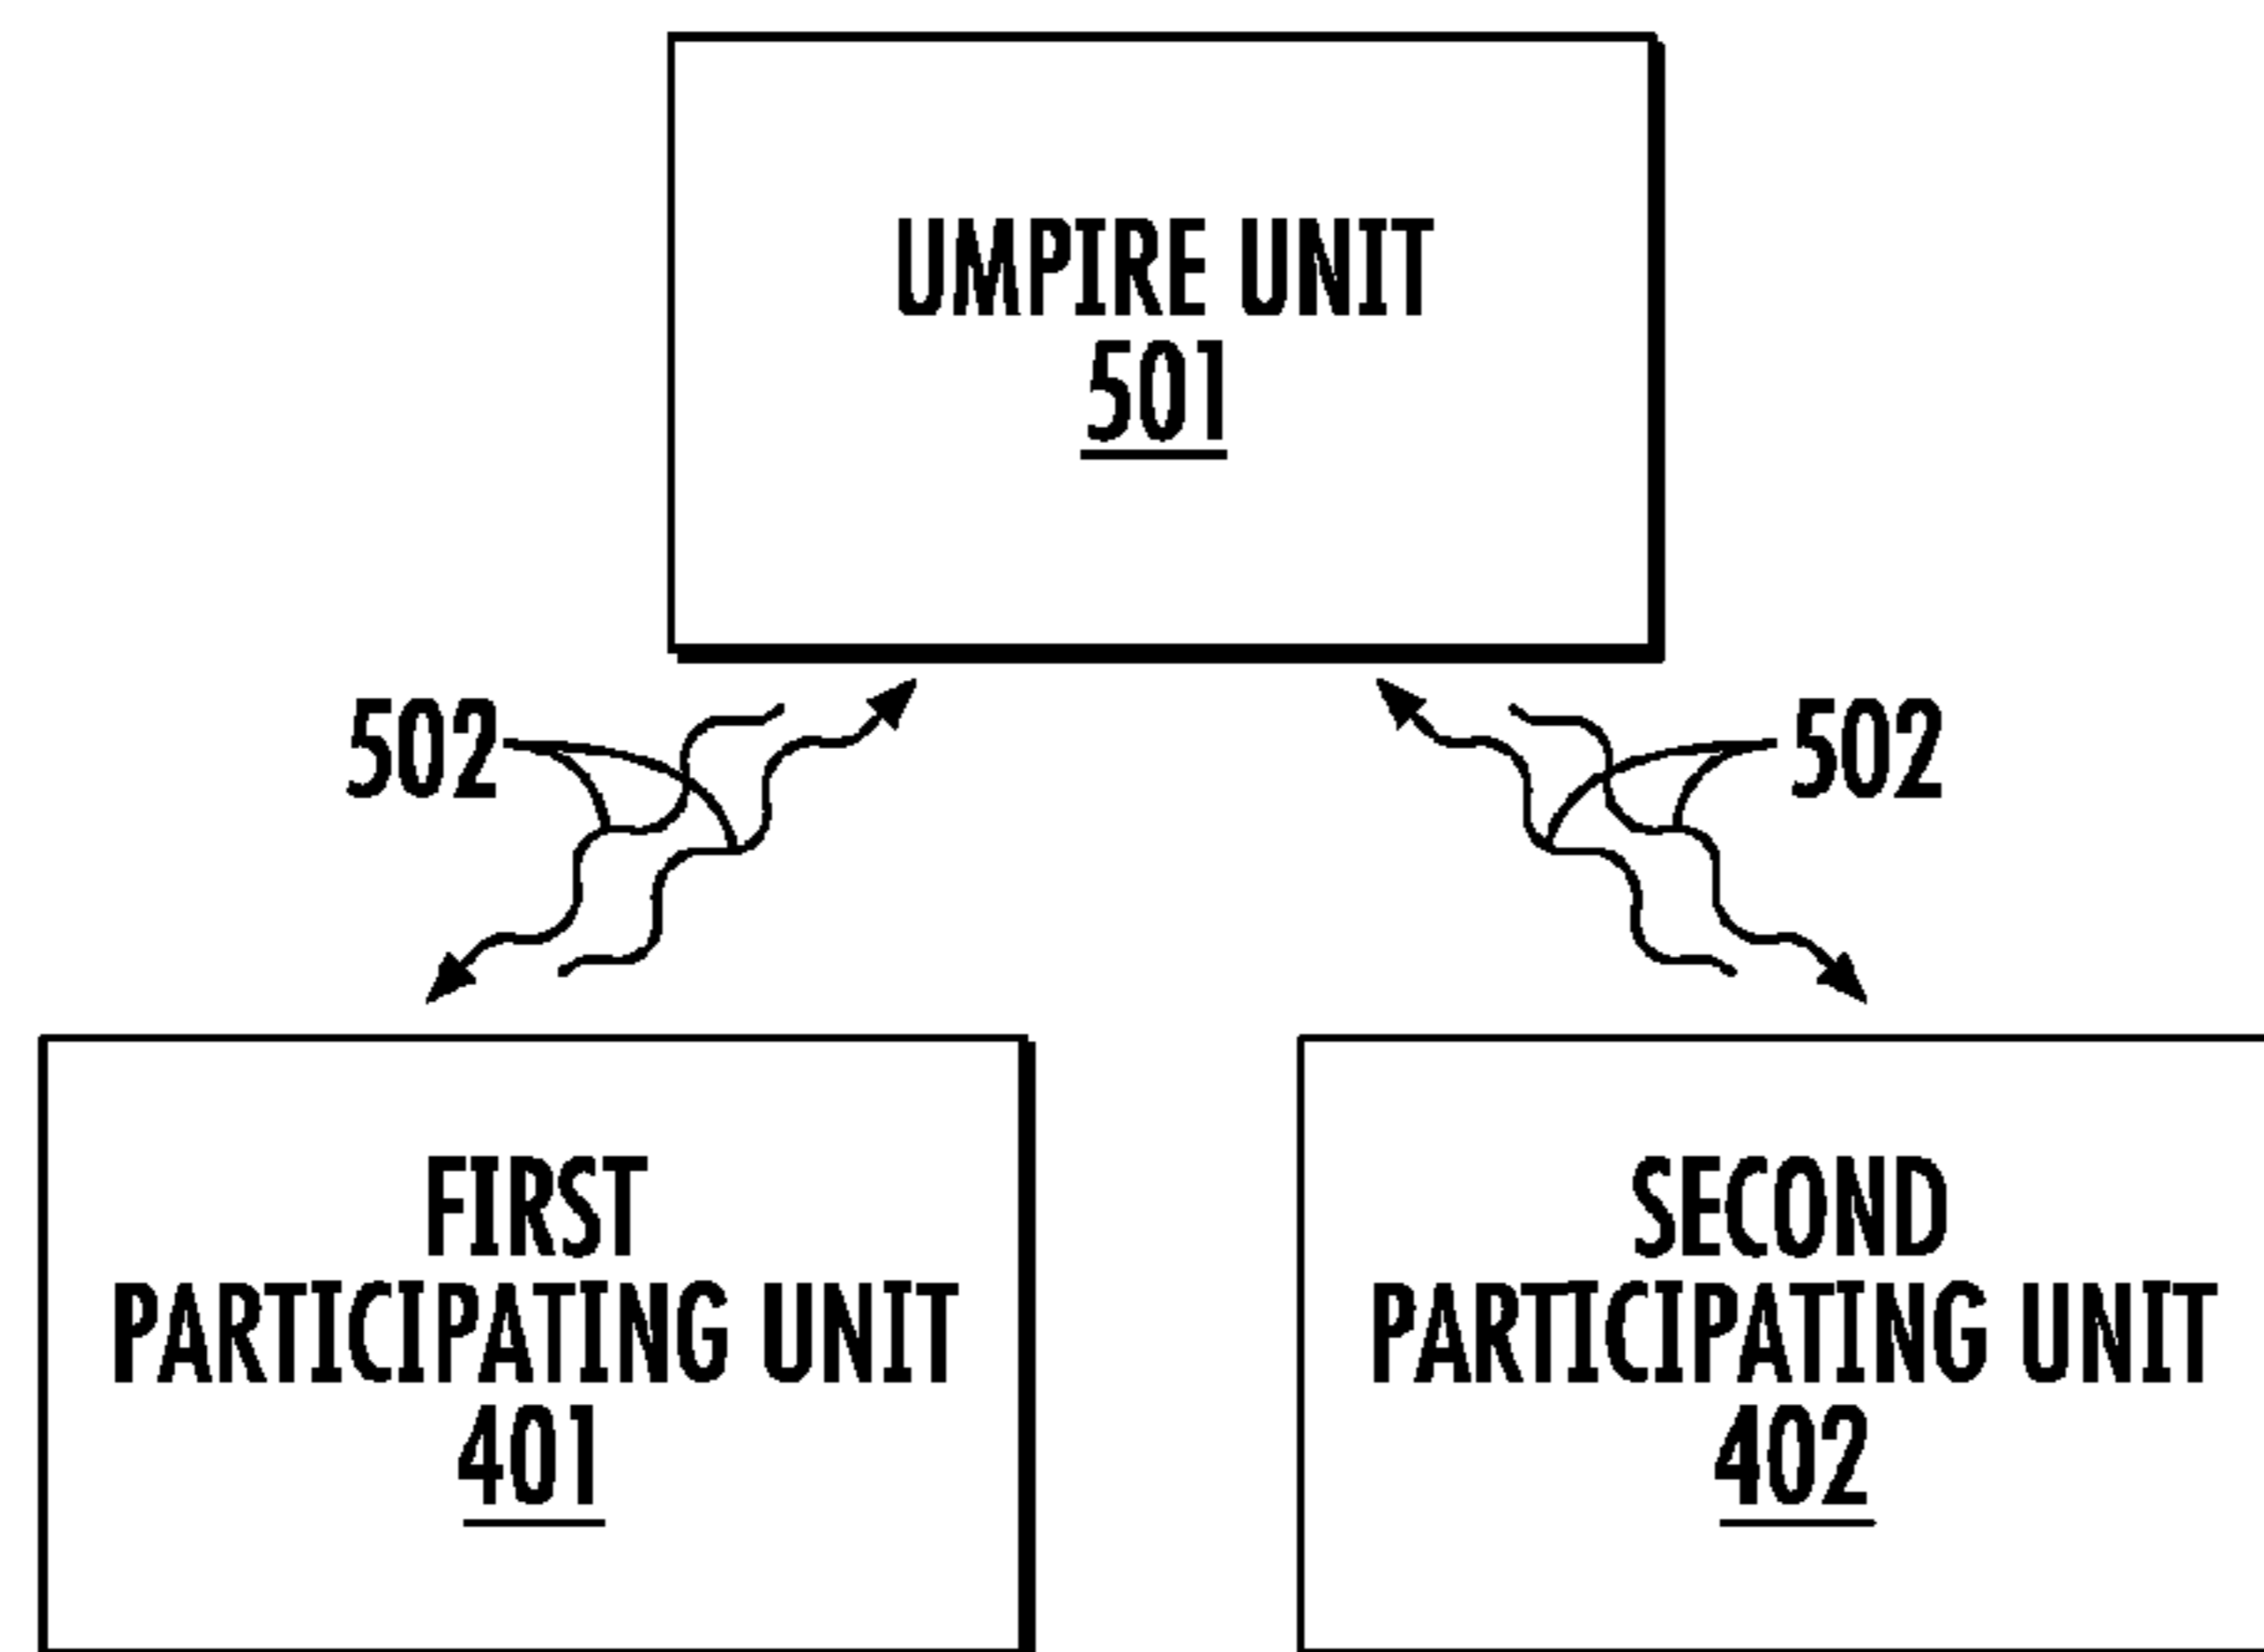 UMPIRE UNIT
501
502
502
FIRST
PARTICIPATING UNIT
401
SECOND
PARTICIPATING UNIT
402